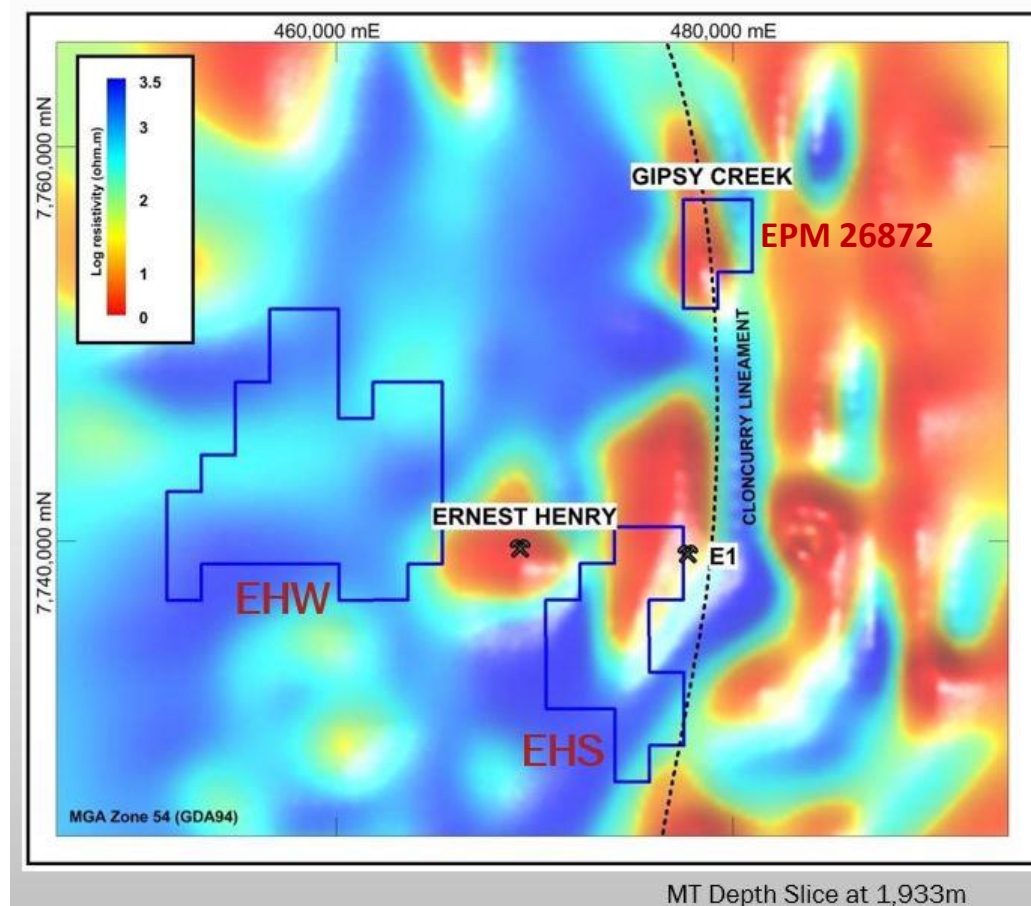 460,000 mE
480,000 mE
Log resistivity (ohm.m)
3.5
3
2
1
0
7,760,000 mN
GIPSY CREEK
EPM 26872
CLONCURRY LINEAMENT
ERNEST HENRY
E1
7,740,000 mN
EHW
EHS
MGA Zone 54 (GDA94)
MT Depth Slice at 1,933m